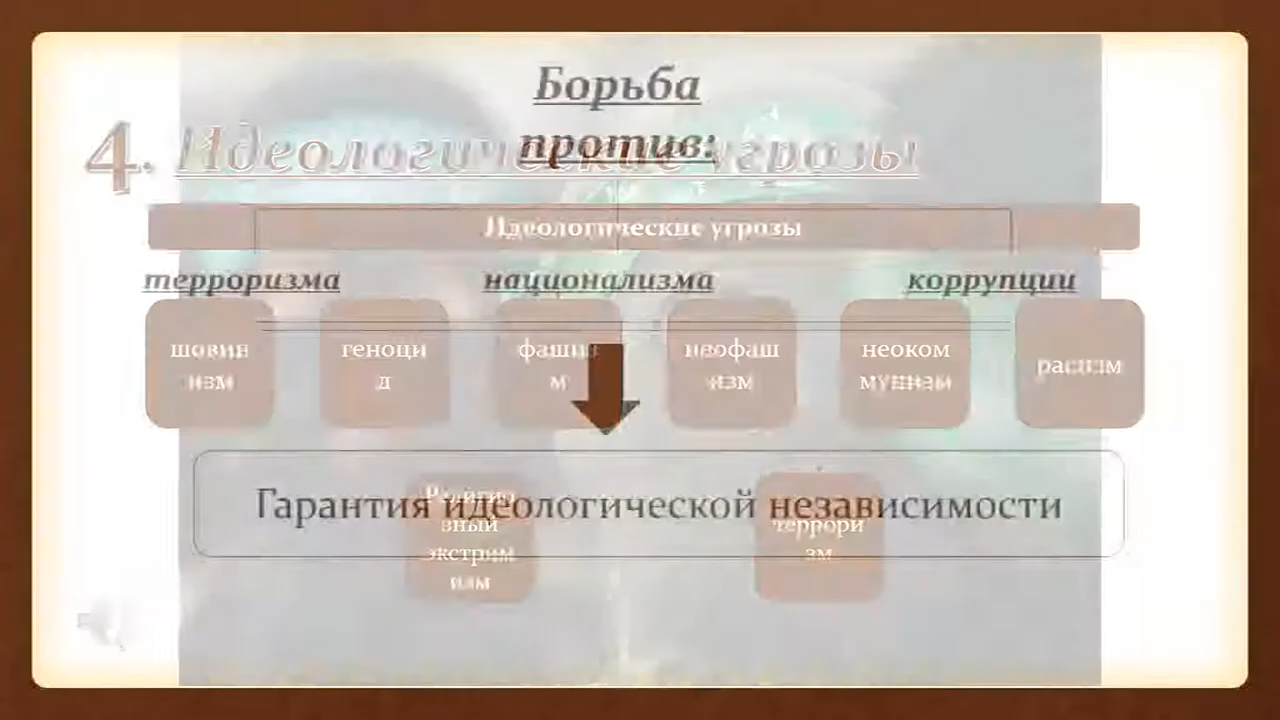 Борьба
против:
4. Идеологические угрозы
Идеологические угрозы
терроризма национализма коррупции
шовин
изм
геноци
д
фашиз
м
неофаш
изм
неоком
мунизм
расизм
Гарантия идеологической независимости
Религио
зный
экстрим
изм
террори
зм